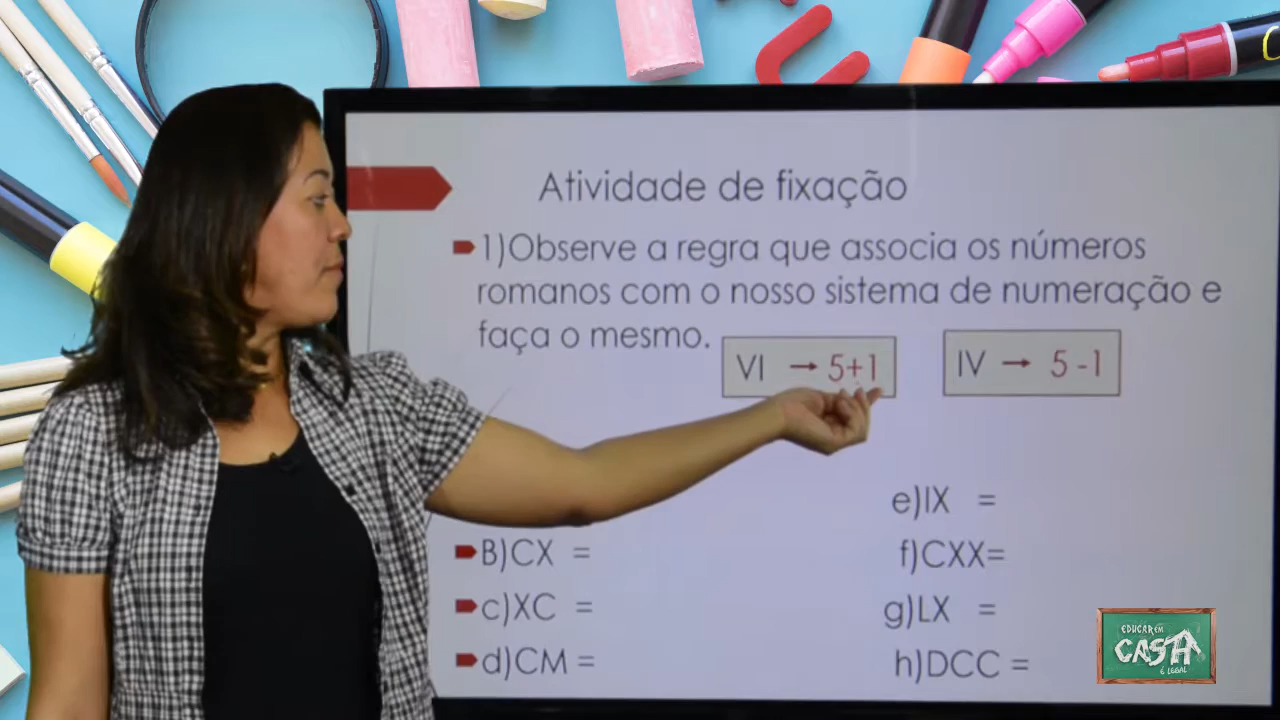 Atividade de fixação
1)Observe a regra que associa os números
romanos com o nosso sistema de numeração e
faça o mesmo.
VI → 5+1
IV → 5 -1
B)CX =
c)XC =
d)CM =
e)IX =
f)CXX=
g)LX =
h)DCC =
EDUCAR EM
CASA
É LEGAL